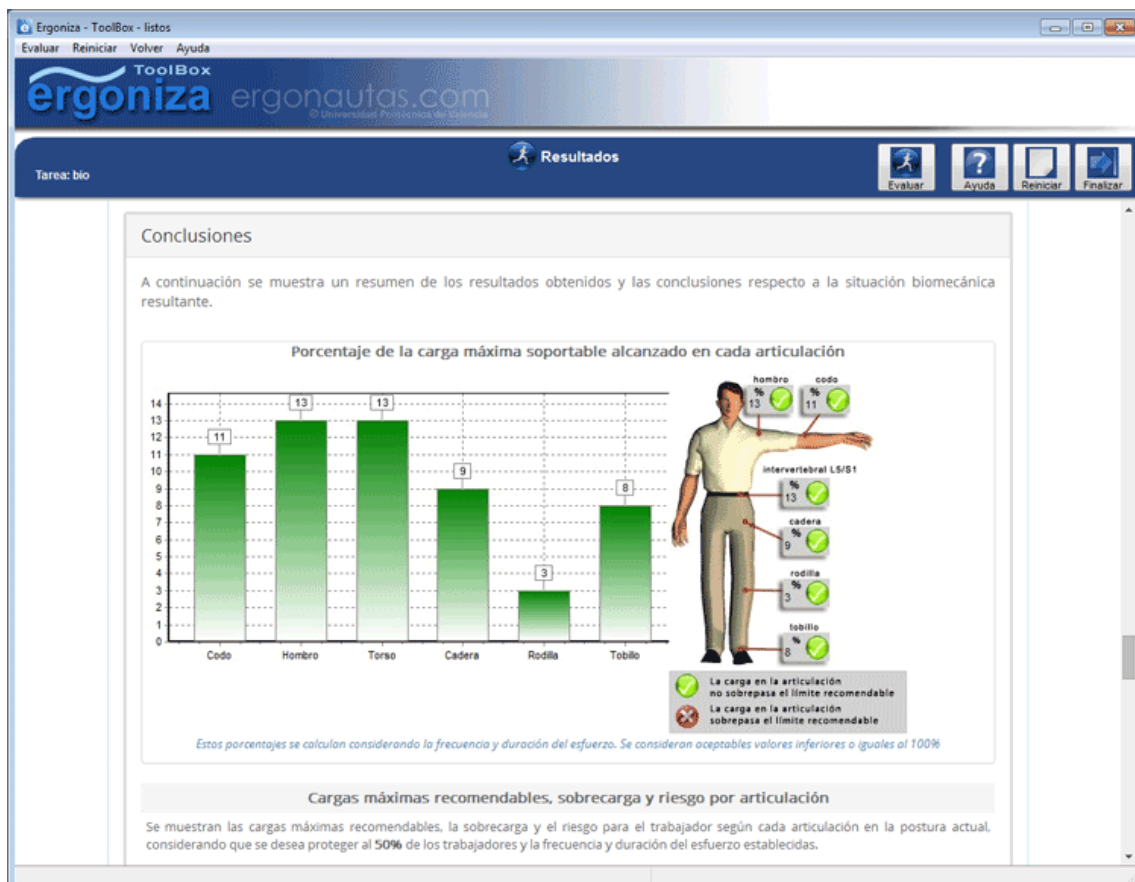 Ergoniza - ToolBox - listos
Evaluar Reiniciar Volver Ayuda
ToolBox
ergoniza ergonautas.com
© Universidad Politécnica de Valencia
Resultados
Tarea: bio
Evaluar Ayuda Reiniciar Finalizar
Conclusiones
A continuación se muestra un resumen de los resultados obtenidos y las conclusiones respecto a la situación biomecánica
resultante.
Porcentaje de la carga máxima soportable alcanzado en cada articulación
14
13
12
11
10
9
8
7
6
5
4
3
2
1
0
11
13
13
9
3
8
Codo Hombro Torso Cadera Rodilla Tobillo
hombro codo
% 13
% 11
intervertebral L5/S1
% 13
cadera
% 9
rodilla
% 3
tobillo
% 8
La carga en la articulación
no sobrepasa el límite recomendable
La carga en la articulación
sobrepasa el límite recomendable
Estos porcentajes se calculan considerando la frecuencia y duración del esfuerzo. Se consideran aceptables valores inferiores o iguales al 100%
Cargas máximas recomendables, sobrecarga y riesgo por articulación
Se muestran las cargas máximas recomendables, la sobrecarga y el riesgo para el trabajador según cada articulación en la postura actual,
considerando que se desea proteger al 50% de los trabajadores y la frecuencia y duración del esfuerzo establecidas.